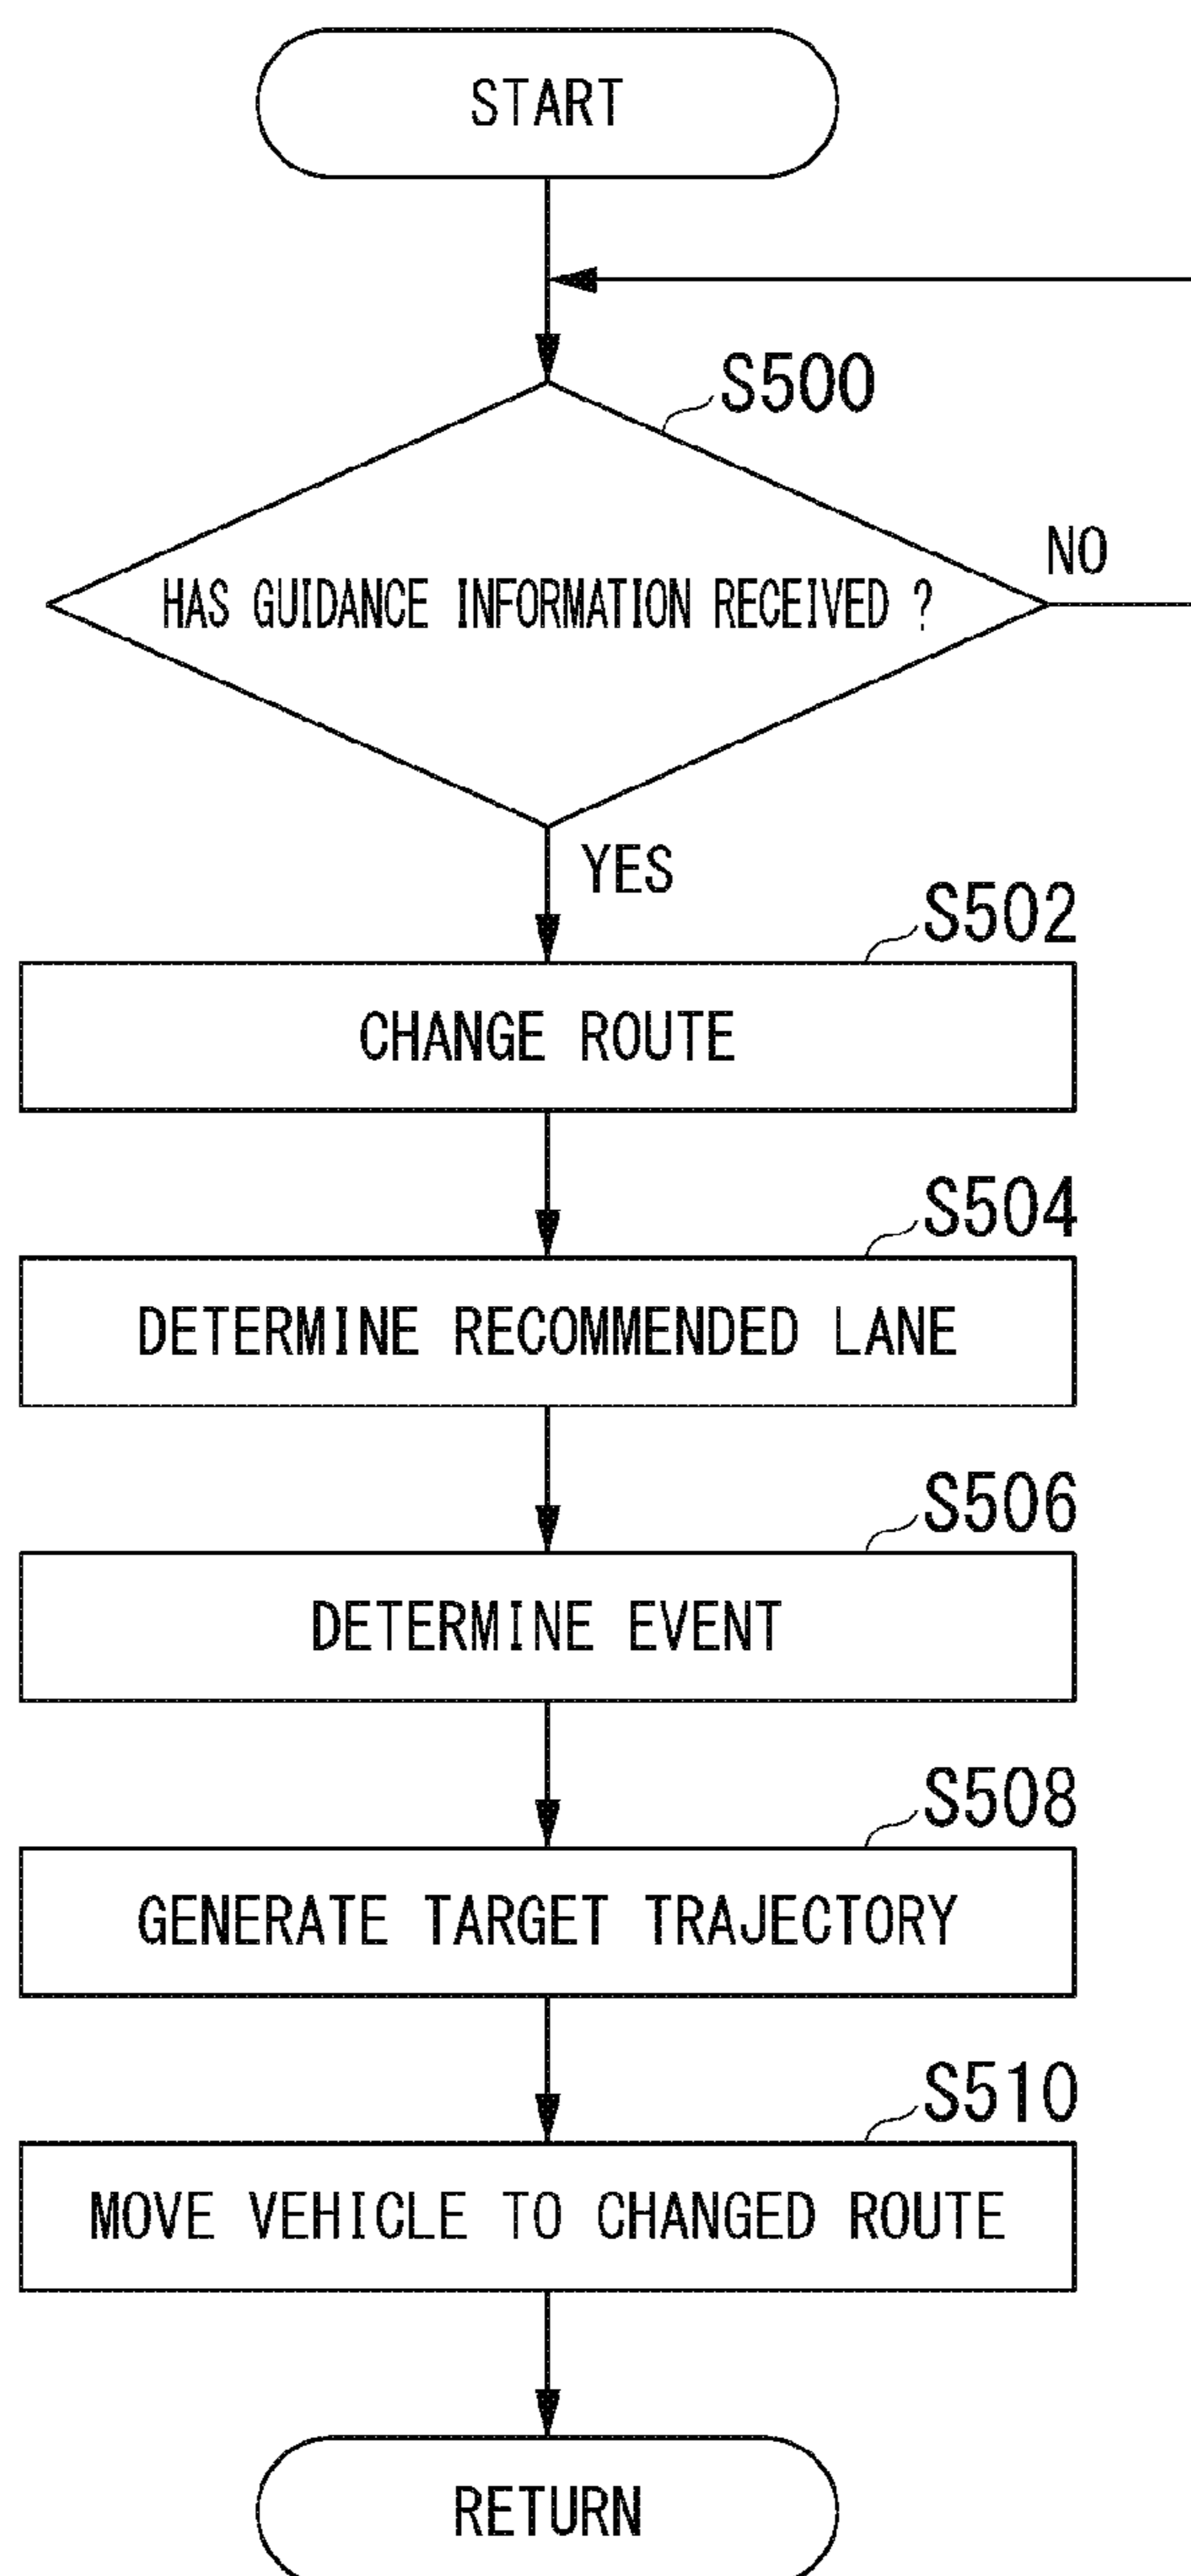 START
S500
HAS GUIDANCE INFORMATION RECEIVED ?
NO
YES
S502
CHANGE ROUTE
S504
DETERMINE RECOMMENDED LANE
S506
DETERMINE EVENT
S508
GENERATE TARGET TRAJECTORY
S510
MOVE VEHICLE TO CHANGED ROUTE
RETURN